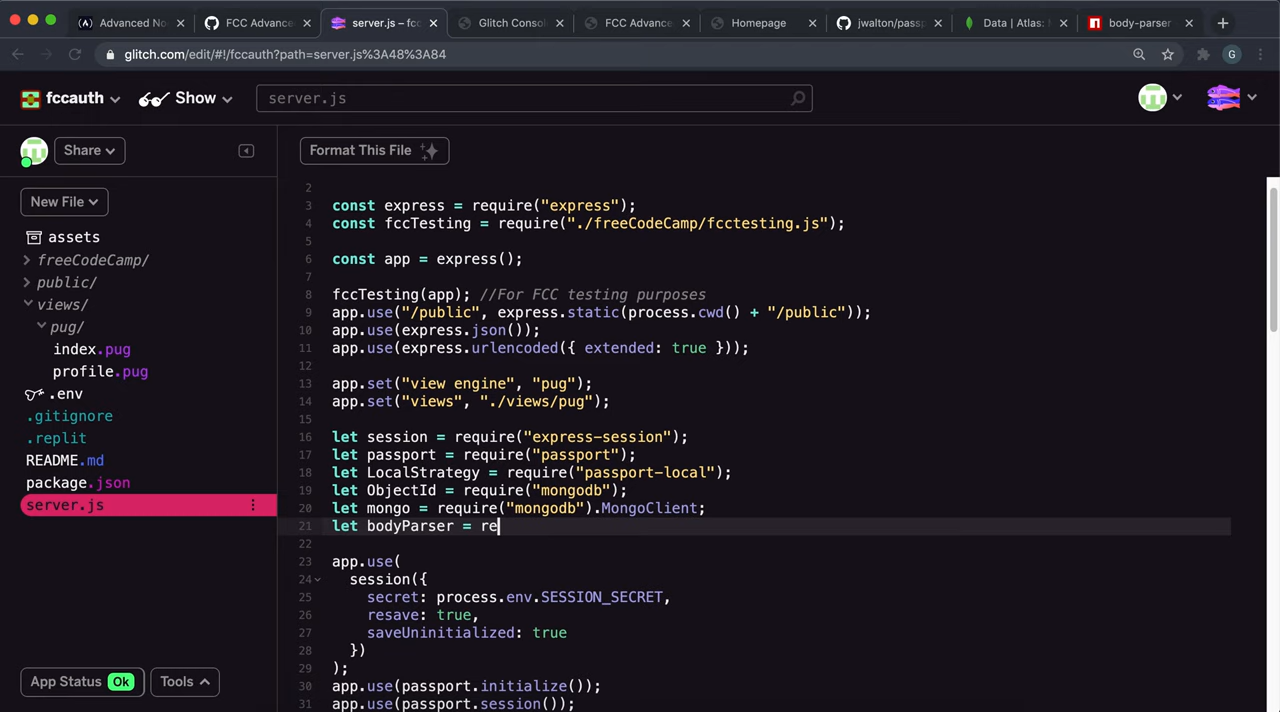 Advanced No
FCC Advance
server.js – fcc
Glitch Consol
FCC Advance
Homepage
jwalton/passp
Data | Atlas: M
body-parser
glitch.com/edit/#!/fccauth?path=server.js%3A48%3A84
G
fccauth
Show
server.js
Share
Format This File
New File
assets
freeCodeCamp/
public/
views/
pug/
index.pug
profile.pug
.env
.gitignore
.replit
README.md
package.json
server.js
App Status Ok
Tools
2
3 const express = require("express");
4 const fccTesting = require("./freeCodeCamp/fcctesting.js");
5
6 const app = express();
7
8 fccTesting(app); //For FCC testing purposes
9 app.use("/public", express.static(process.cwd() + "/public"));
10 app.use(express.json());
11 app.use(express.urlencoded({ extended: true }));
12
13 app.set("view engine", "pug");
14 app.set("views", "./views/pug");
15
16 let session = require("express-session");
17 let passport = require("passport");
18 let LocalStrategy = require("passport-local");
19 let ObjectId = require("mongodb");
20 let mongo = require("mongodb").MongoClient;
21 let bodyParser = re
22
23 app.use(
24 session({
25 secret: process.env.SESSION_SECRET,
26 resave: true,
27 saveUninitialized: true
28 })
29 );
30 app.use(passport.initialize());
31 app.use(passport.session());